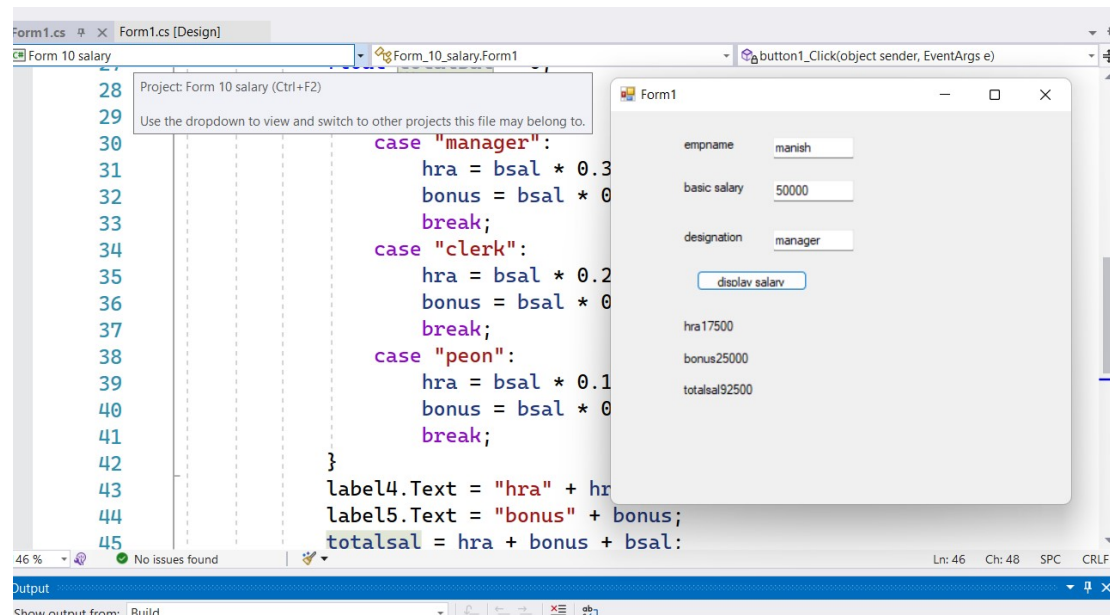 Form1.cs
Form1.cs [Design]
Form 10 salary
Form_10_salary.Form1
button1_Click(object sender, EventArgs e)
28
29
Project: Form 10 salary (Ctrl+F2)
Use the dropdown to view and switch to other projects this file may belong to.
30 case "manager":
31 hra = bsal * 0.3
32 bonus = bsal * 0
33 break;
34 case "clerk":
35 hra = bsal * 0.2
36 bonus = bsal * 0
37 break;
38 case "peon":
39 hra = bsal * 0.1
40 bonus = bsal * 0
41 break;
42 }
43 label4.Text = "hra" + hr
44 label5.Text = "bonus" + bonus;
45 totalsal = hra + bonus + bsal;
Form1
empname manish
basic salary 50000
designation manager
display salary
hra17500
bonus25000
totalsal92500
46 % No issues found Ln: 46 Ch: 48 SPC CRLF
Output
Show output from: Build